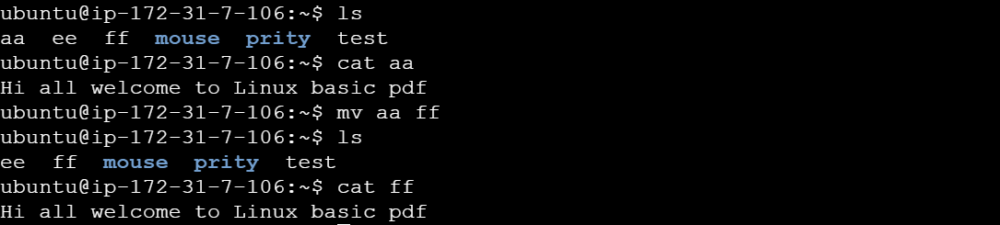 ubuntu@ip-172-31-7-106:~$ ls
aa  ee  ff  mouse  prity  test
ubuntu@ip-172-31-7-106:~$ cat aa
Hi all welcome to Linux basic pdf
ubuntu@ip-172-31-7-106:~$ mv aa ff
ubuntu@ip-172-31-7-106:~$ ls
ee  ff  mouse  prity  test
ubuntu@ip-172-31-7-106:~$ cat ff
Hi all welcome to Linux basic pdf